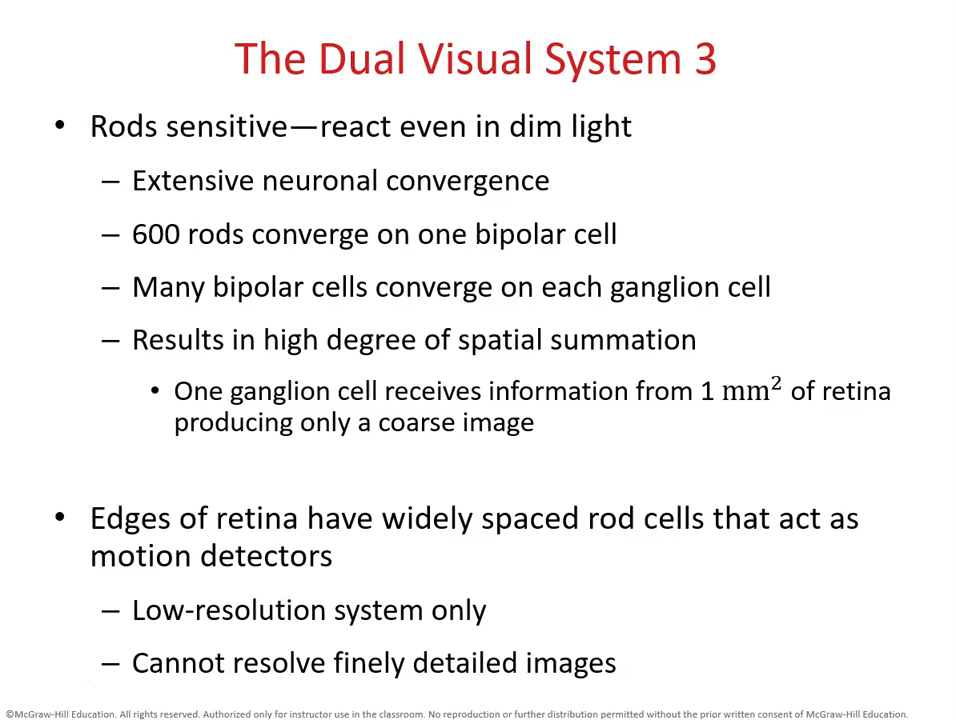 The Dual Visual System 3
• Rods sensitive—react even in dim light
– Extensive neuronal convergence
– 600 rods converge on one bipolar cell
– Many bipolar cells converge on each ganglion cell
– Results in high degree of spatial summation
• One ganglion cell receives information from 1 mm² of retina
producing only a coarse image
• Edges of retina have widely spaced rod cells that act as
motion detectors
– Low-resolution system only
– Cannot resolve finely detailed images
©McGraw-Hill Education. All rights reserved. Authorized only for instructor use in the classroom. No reproduction or further distribution permitted without the prior written consent of McGraw-Hill Education.